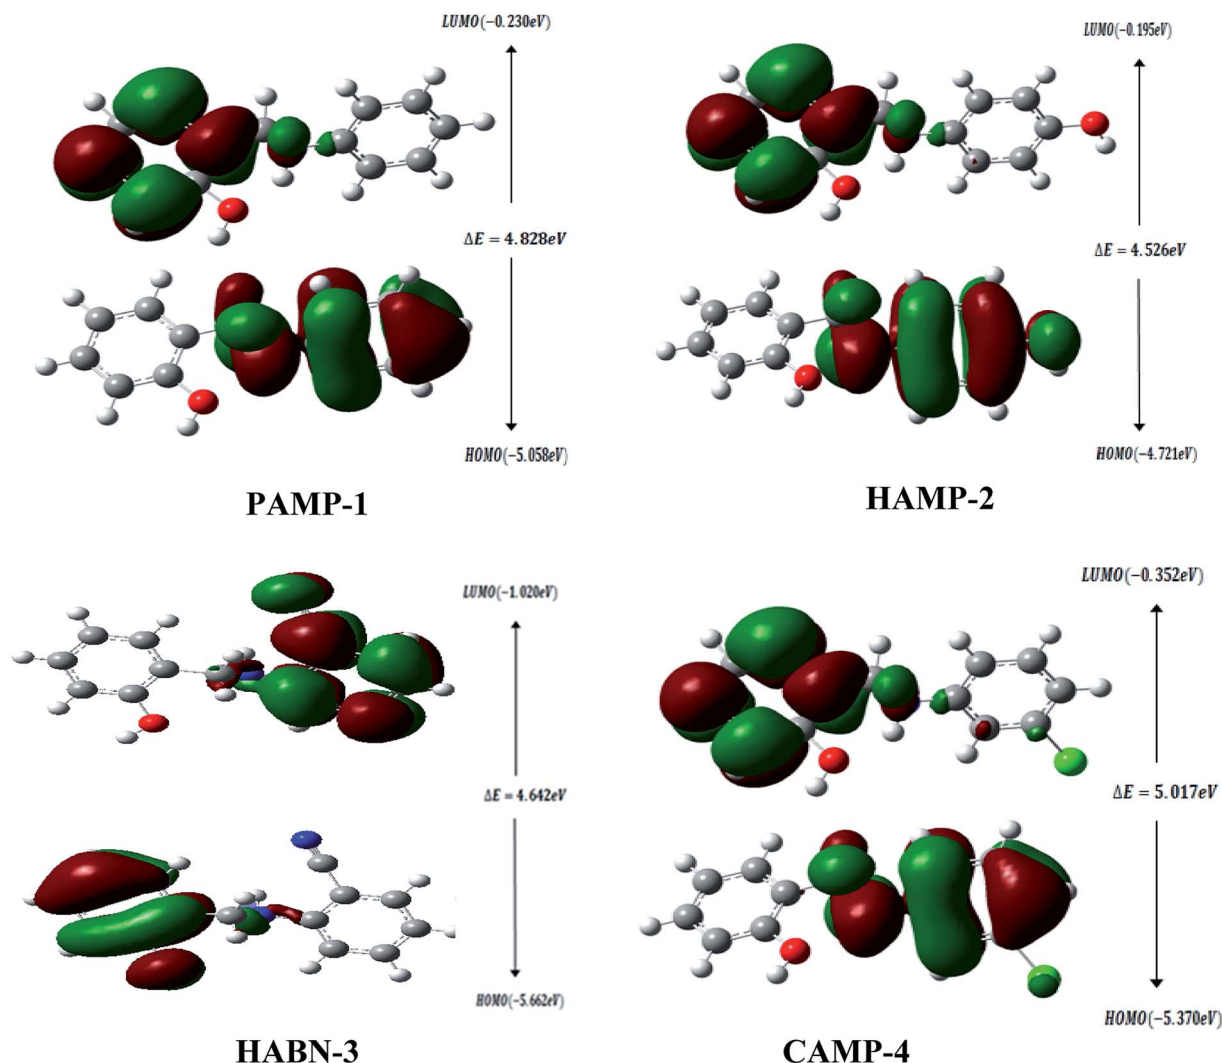 LUMO(−0.230eV)
ΔE = 4.828eV
HOMO(−5.058eV)
PAMP-1
LUMO(−0.195eV)
ΔE = 4.526eV
HOMO(−4.721eV)
HAMP-2
LUMO(−1.020eV)
ΔE = 4.642eV
HOMO(−5.662eV)
HABN-3
LUMO(−0.352eV)
ΔE = 5.017eV
HOMO(−5.370eV)
CAMP-4